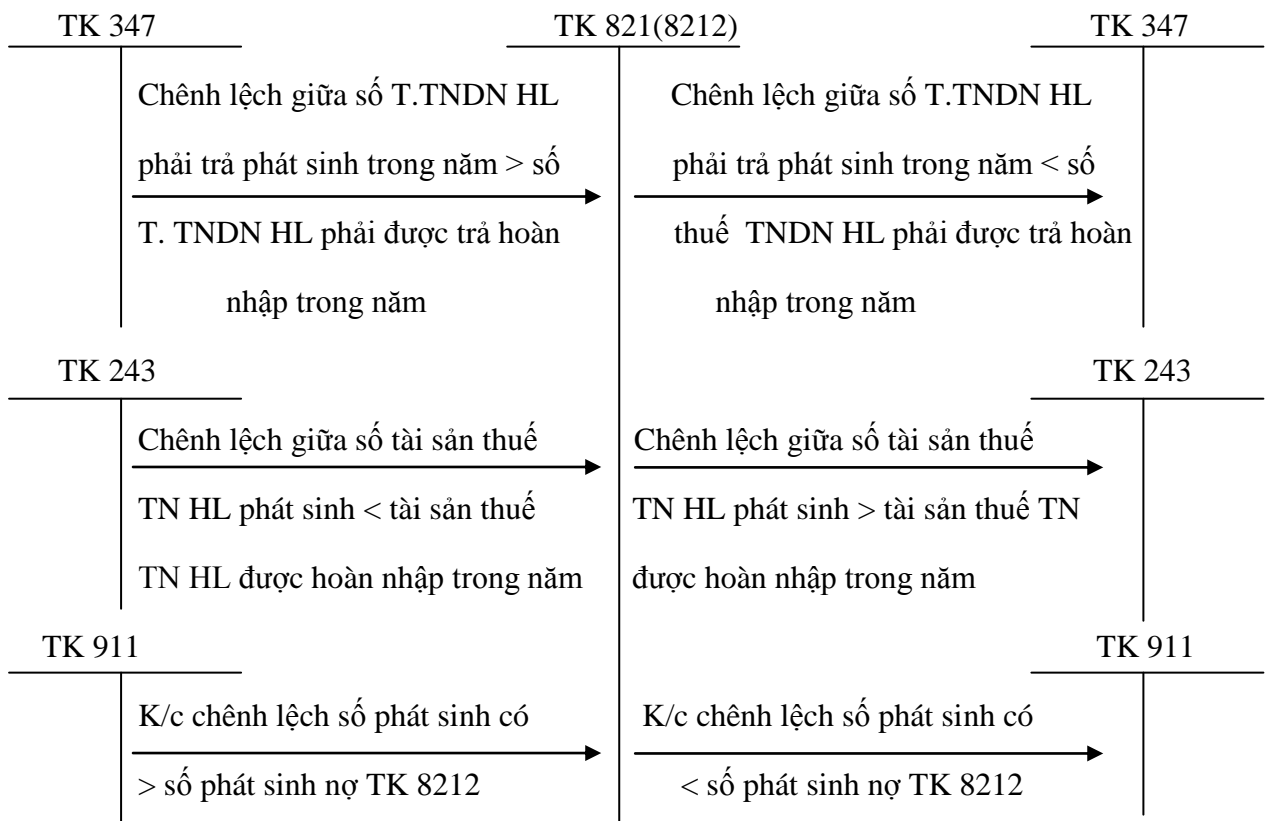 TK 347
TK 821(8212)
TK 347
Chênh lệch giữa số T.TNDN HL
phải trả phát sinh trong năm > số
T. TNDN HL phải được trả hoàn
nhập trong năm
Chênh lệch giữa số T.TNDN HL
phải trả phát sinh trong năm < số
thuế TNDN HL phải được trả hoàn
nhập trong năm
TK 243
TK 243
Chênh lệch giữa số tài sản thuế
TN HL phát sinh < tài sản thuế
TN HL được hoàn nhập trong năm
Chênh lệch giữa số tài sản thuế
TN HL phát sinh > tài sản thuế TN
được hoàn nhập trong năm
TK 911
TK 911
K/c chênh lệch số phát sinh có
> số phát sinh nợ TK 8212
K/c chênh lệch số phát sinh có
< số phát sinh nợ TK 8212